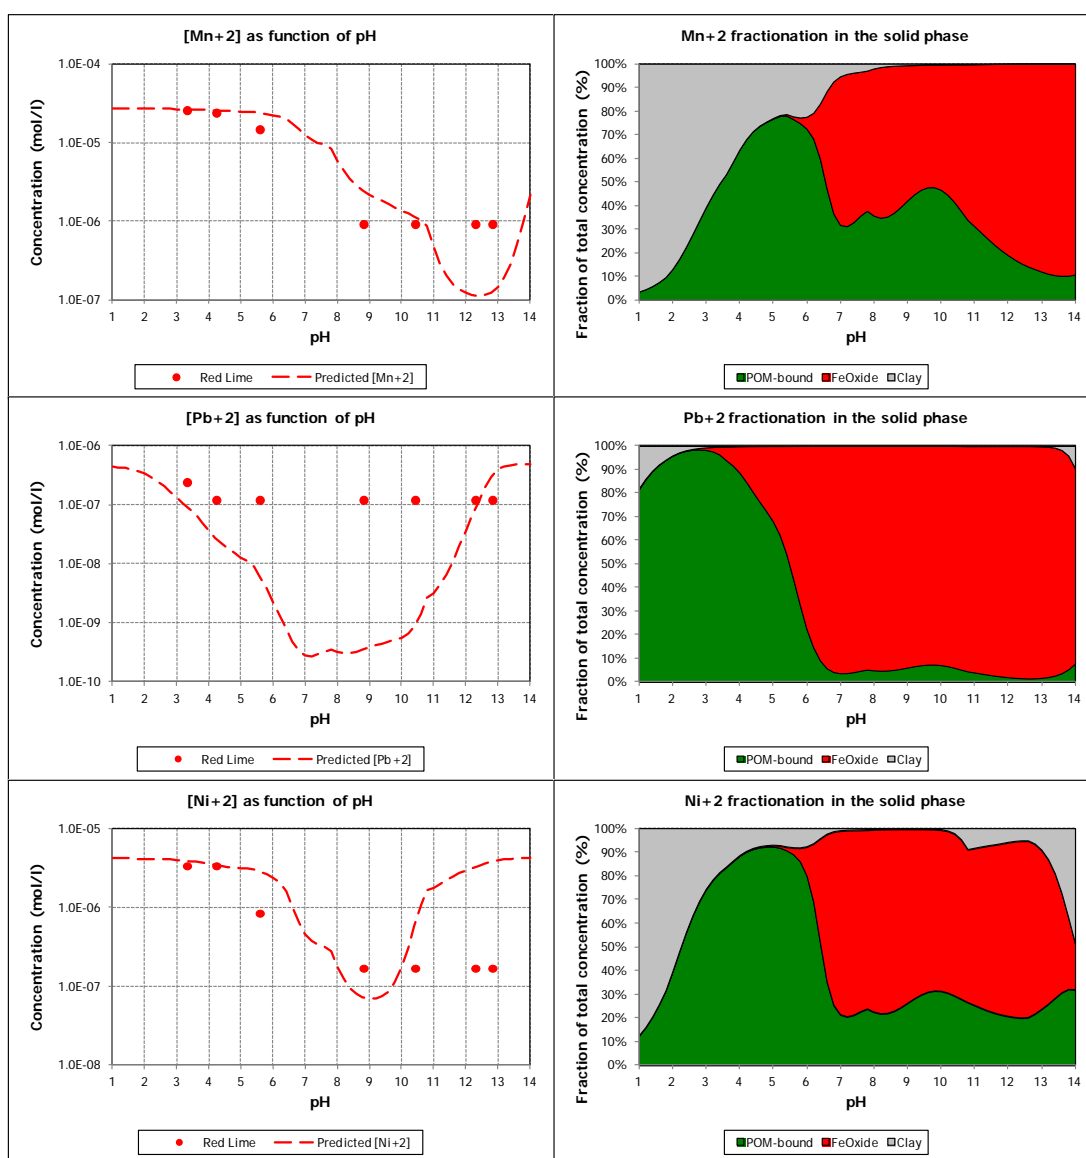 [Mn+2] as function of pH
Concentration (mol/l)
1.0E-04
1.0E-05
1.0E-06
1.0E-07
1 2 3 4 5 6 7 8 9 10 11 12 13 14
pH
Red Lime Predicted [Mn+2]
Mn+2 fractionation in the solid phase
Fraction of total concentration (%)
100%
90%
80%
70%
60%
50%
40%
30%
20%
10%
0%
1 2 3 4 5 6 7 8 9 10 11 12 13 14
pH
POM-bound FeOxide Clay
[Pb+2] as function of pH
Concentration (mol/l)
1.0E-06
1.0E-07
1.0E-08
1.0E-09
1.0E-10
1 2 3 4 5 6 7 8 9 10 11 12 13 14
pH
Red Lime Predicted [Pb+2]
Pb+2 fractionation in the solid phase
Fraction of total concentration (%)
100%
90%
80%
70%
60%
50%
40%
30%
20%
10%
0%
1 2 3 4 5 6 7 8 9 10 11 12 13 14
pH
POM-bound FeOxide Clay
[Ni+2] as function of pH
Concentration (mol/l)
1.0E-05
1.0E-06
1.0E-07
1.0E-08
1 2 3 4 5 6 7 8 9 10 11 12 13 14
pH
Red Lime Predicted [Ni+2]
Ni+2 fractionation in the solid phase
Fraction of total concentration (%)
100%
90%
80%
70%
60%
50%
40%
30%
20%
10%
0%
1 2 3 4 5 6 7 8 9 10 11 12 13 14
pH
POM-bound FeOxide Clay